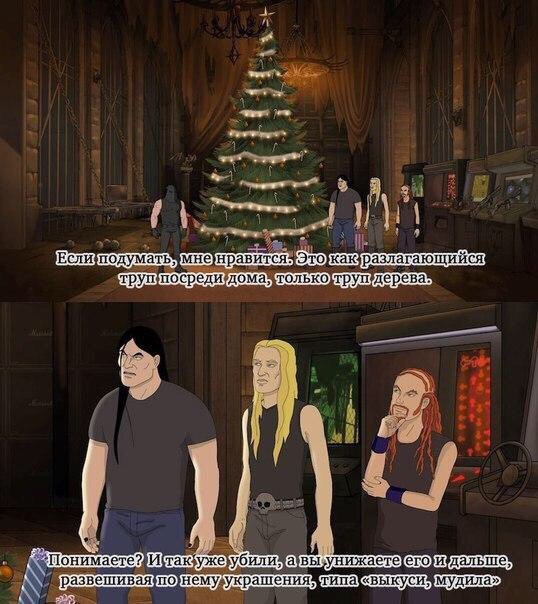 Если подумать, мне нравится. Это как разлагающийся
труп посреди дома, только труп дерева.
Понимаете? И так уже убили, а вы унижаете его и дальше,
развешивая по нему украшения, типа «выкуси, мудила»